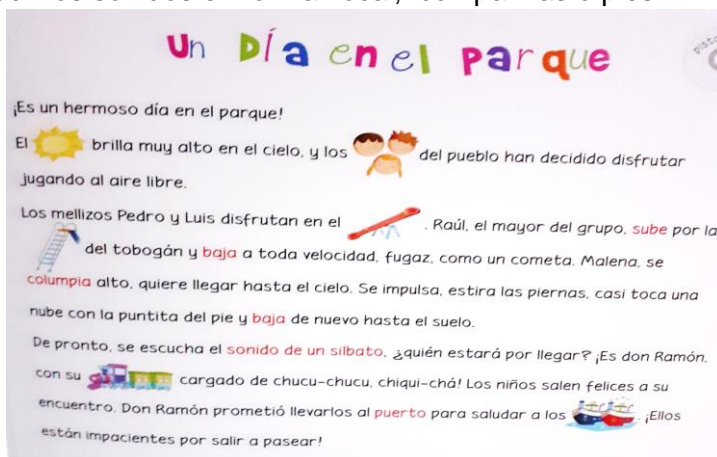 Un Día en el parque
pista
¡Es un hermoso día en el parque!
El brilla muy alto en el cielo, y los del pueblo han decidido disfrutar
jugando al aire libre.
Los mellizos Pedro y Luis disfrutan en el . Raúl, el mayor del grupo, sube por la
del tobogán y baja a toda velocidad, fugaz, como un cometa. Malena, se
columpia alto, quiere llegar hasta el cielo. Se impulsa, estira las piernas, casi toca una
nube con la puntita del pie y baja de nuevo hasta el suelo.
De pronto, se escucha el sonido de un silbato, ¿quién estará por llegar? ¡Es don Ramón,
con su cargado de chucu-chucu, chiqui-chá! Los niños salen felices a su
encuentro. Don Ramón prometió llevarlos al puerto para saludar a los . ¡Ellos
están impacientes por salir a pasear!